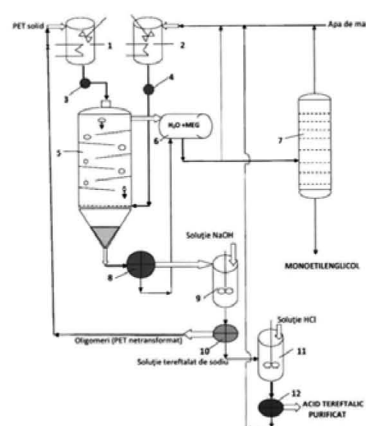 PET solid
Apa de ma
1
1
2
3
4
5
H₂O +MEG
6
7
MONOETILENGLICOL
Soluție NaOH
8
9
Soluție HCl
Oligomeri (PET netransformat)
10
Soluție tereftalat de sodiu
11
12
ACID TEREFTALIC
PURIFICAT